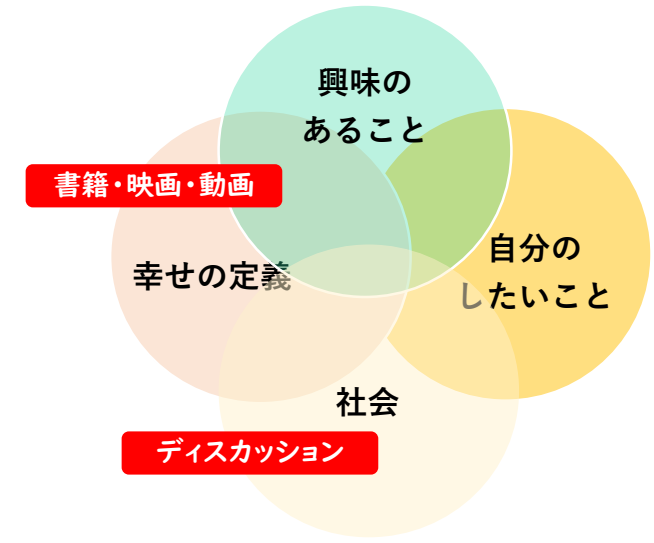 興味の
あること
書籍・映画・動画
自分の
したいこと
幸せの定義
社会
ディスカッション